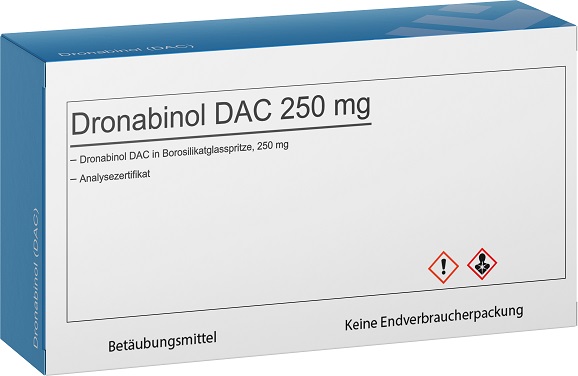 Dronabinol (DAC)
Dronabinol DAC 250 mg
– Dronabinol DAC in Borosilikatglasspritze, 250 mg
– Analysezertifikat
Dronabinol (DAC)
Betäubungsmittel
Keine Endverbraucherpackung